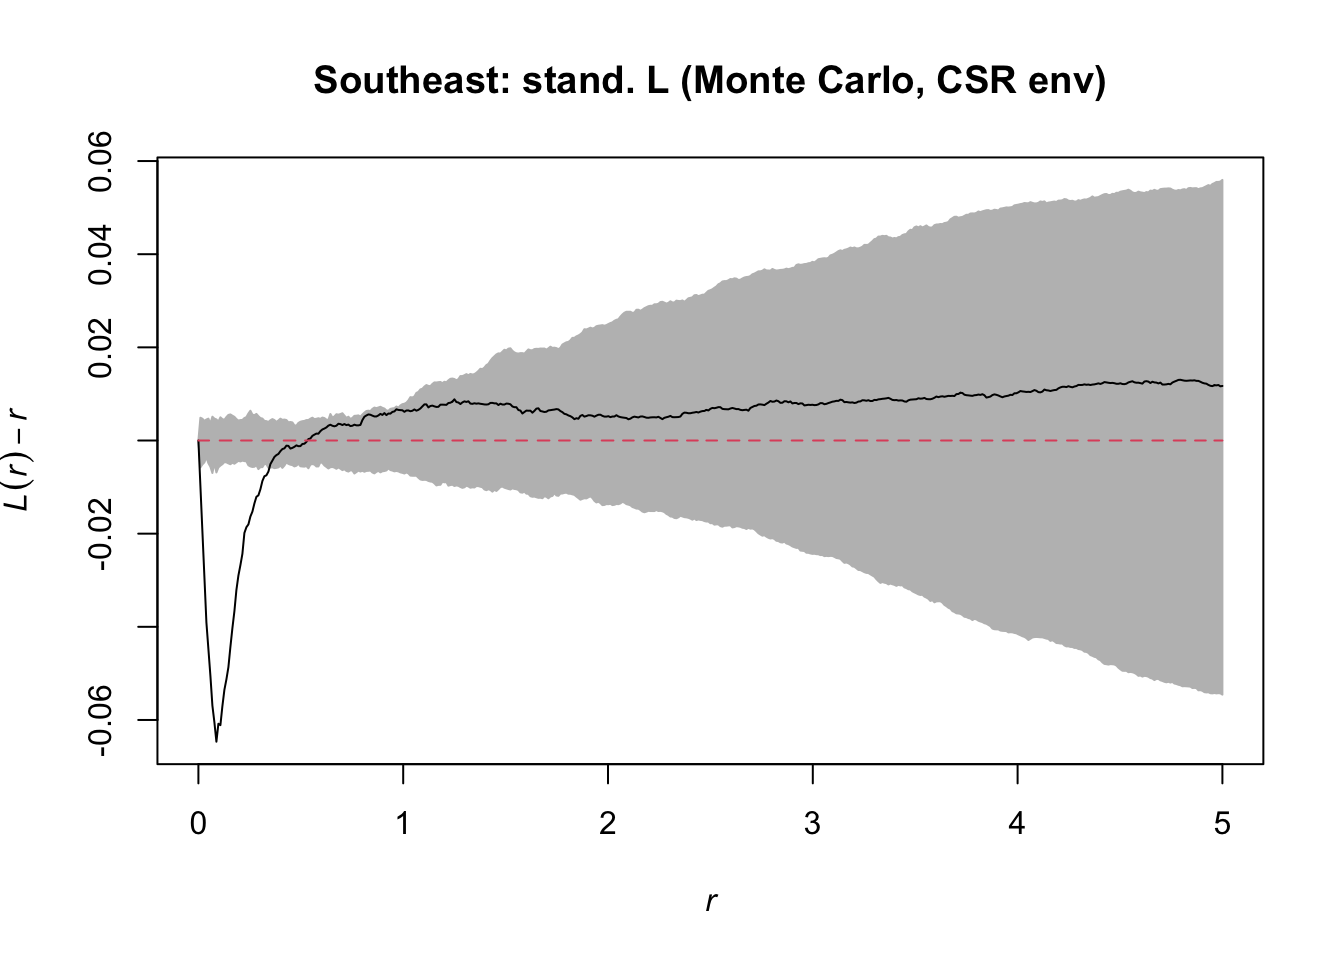 Southeast: stand. L (Monte Carlo, CSR env)
0.06
0.04
0.02
-0.02
-0.06
L(r) − r
0 1 2 3 4 5
r